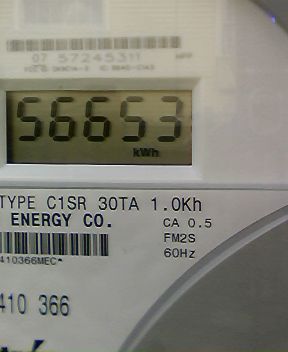 07 57245311
56653
kWh
TYPE C1SR 30TA 1.0Kh
ENERGY CO.
CA 0.5
FM2S
60Hz
410366MEC*
410 366